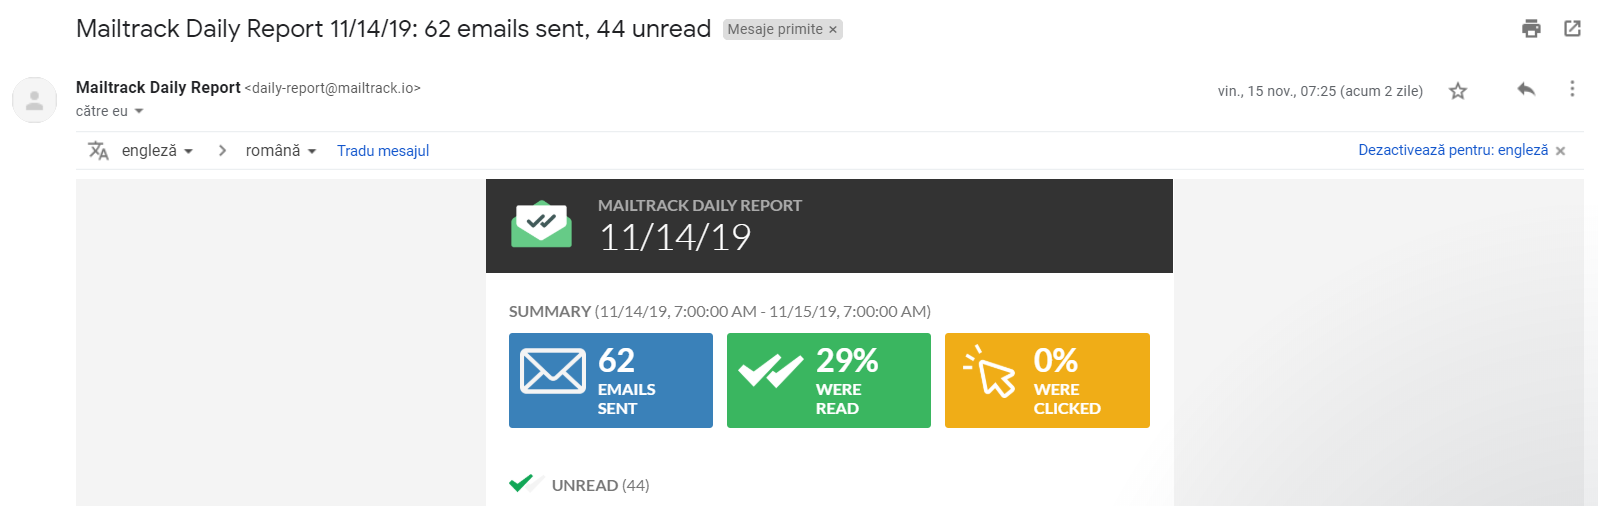 Mailtrack Daily Report 11/14/19: 62 emails sent, 44 unread Mesaje primite ×
Mailtrack Daily Report <daily-report@mailtrack.io> vin., 15 nov., 07:25 (acum 2 zile)
către eu
engleză > română Tradu mesajul Dezactivează pentru: engleză ×
MAILTRACK DAILY REPORT
11/14/19
SUMMARY (11/14/19, 7:00:00 AM - 11/15/19, 7:00:00 AM)
62
EMAILS
SENT
29%
WERE
READ
0%
WERE
CLICKED
UNREAD (44)